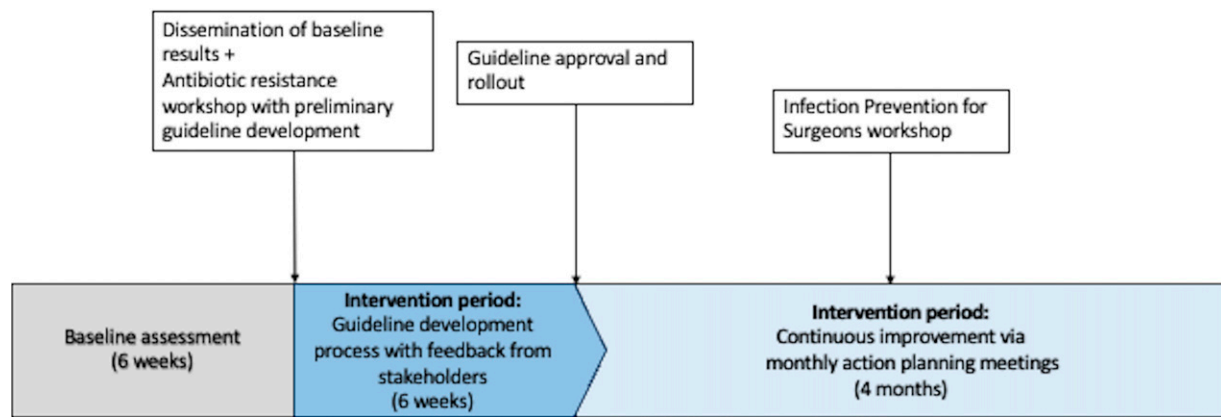 Dissemination of baseline
results +
Antibiotic resistance
workshop with preliminary
guideline development
Guideline approval and
rollout
Infection Prevention for
Surgeons workshop
Baseline assessment
(6 weeks)
Intervention period:
Guideline development
process with feedback from
stakeholders
(6 weeks)
Intervention period:
Continuous improvement via
monthly action planning meetings
(4 months)